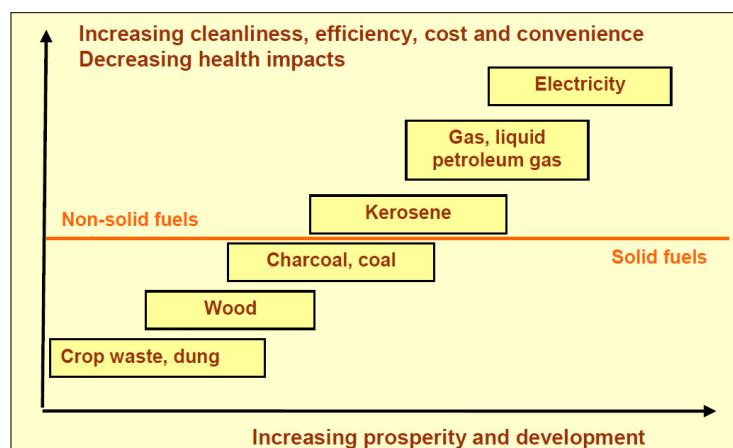 Increasing cleanliness, efficiency, cost and convenience
Decreasing health impacts
Electricity
Gas, liquid
petroleum gas
Kerosene
Non-solid fuels
Charcoal, coal
Solid fuels
Wood
Crop waste, dung
Increasing prosperity and development